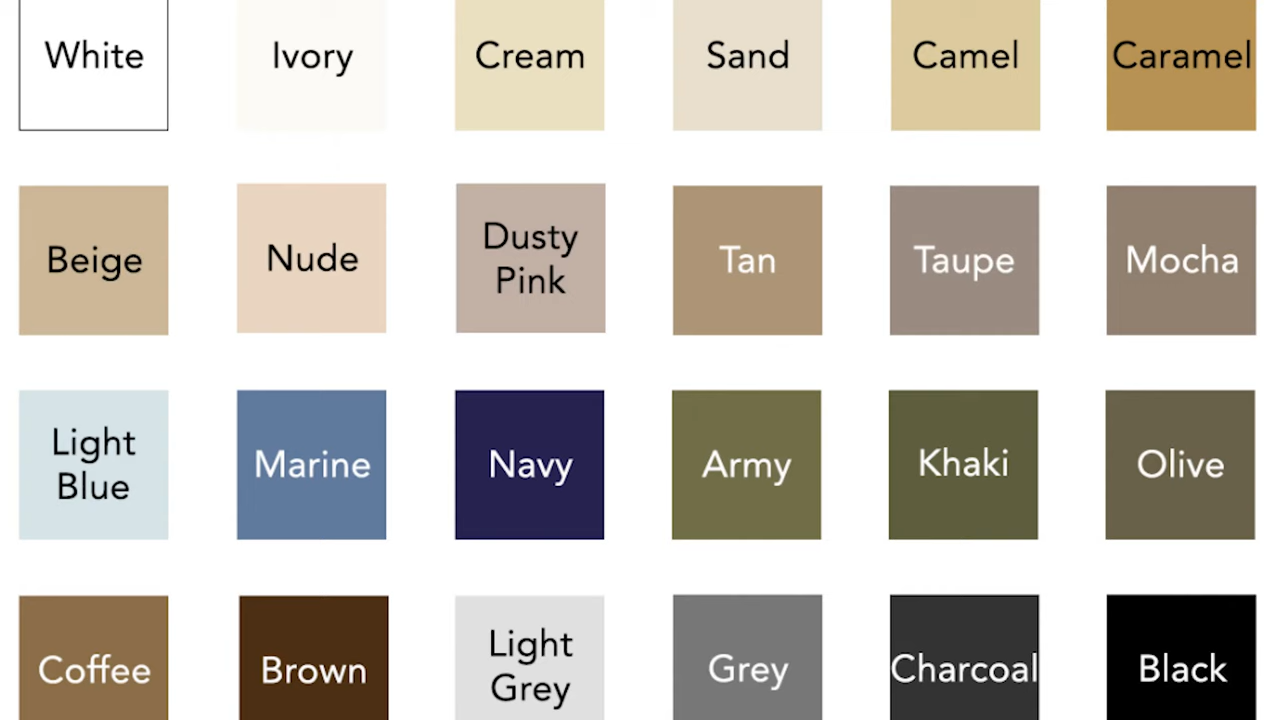 White
Ivory
Cream
Sand
Camel
Caramel
Beige
Nude
Dusty
Pink
Tan
Taupe
Mocha
Light
Blue
Marine
Navy
Army
Khaki
Olive
Coffee
Brown
Light
Grey
Grey
Charcoal
Black